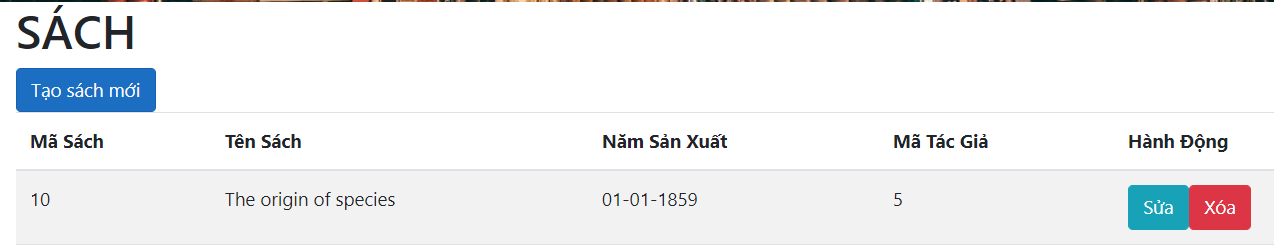 SÁCH
Tạo sách mới
Mã Sách Tên Sách Năm Sản Xuất Mã Tác Giả Hành Động
10 The origin of species 01-01-1859 5 Sửa Xóa